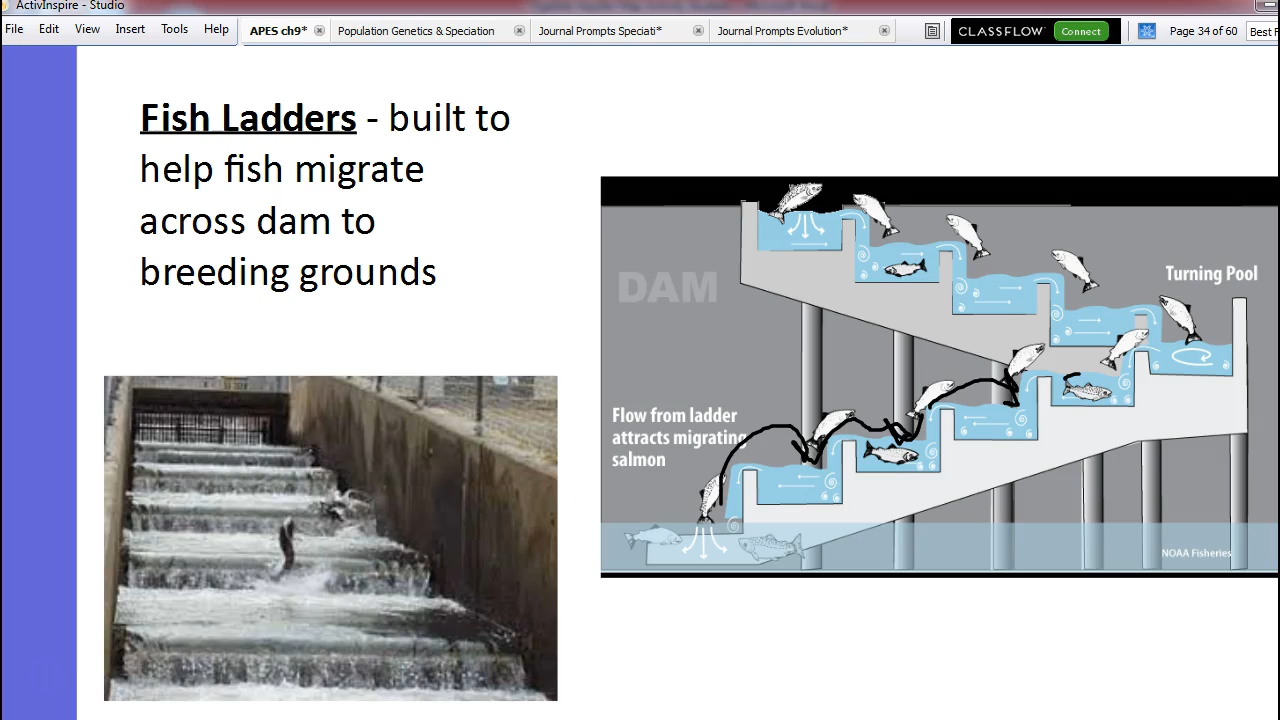 ActivInspire - Studio
File Edit View Insert Tools Help APES ch9* Population Genetics & Speciation Journal Prompts Speciati* Journal Prompts Evolution* CLASSFLOW Connect Page 34 of 60 Best F
Fish Ladders - built to
help fish migrate
across dam to
breeding grounds
DAM
Turning Pool
Flow from ladder
attracts migrating
salmon
NOAA Fisheries